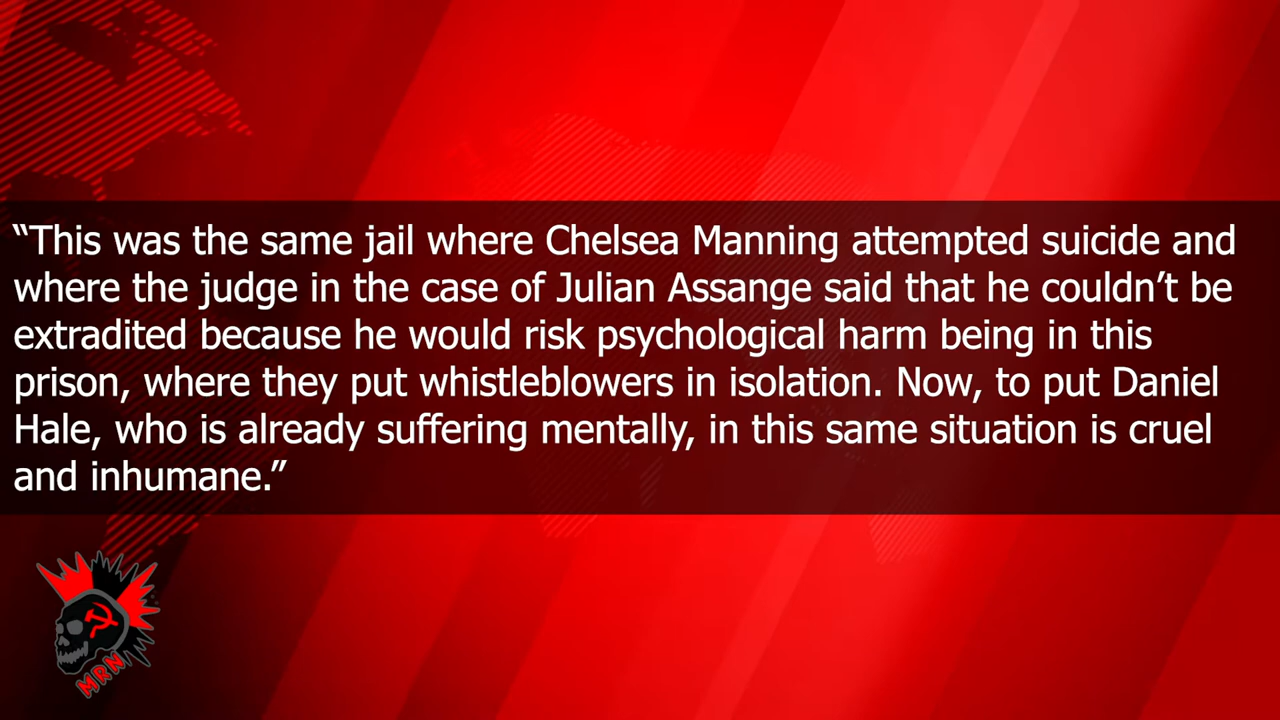 “This was the same jail where Chelsea Manning attempted suicide and
where the judge in the case of Julian Assange said that he couldn’t be
extradited because he would risk psychological harm being in this
prison, where they put whistleblowers in isolation. Now, to put Daniel
Hale, who is already suffering mentally, in this same situation is cruel
and inhumane.”
MRN